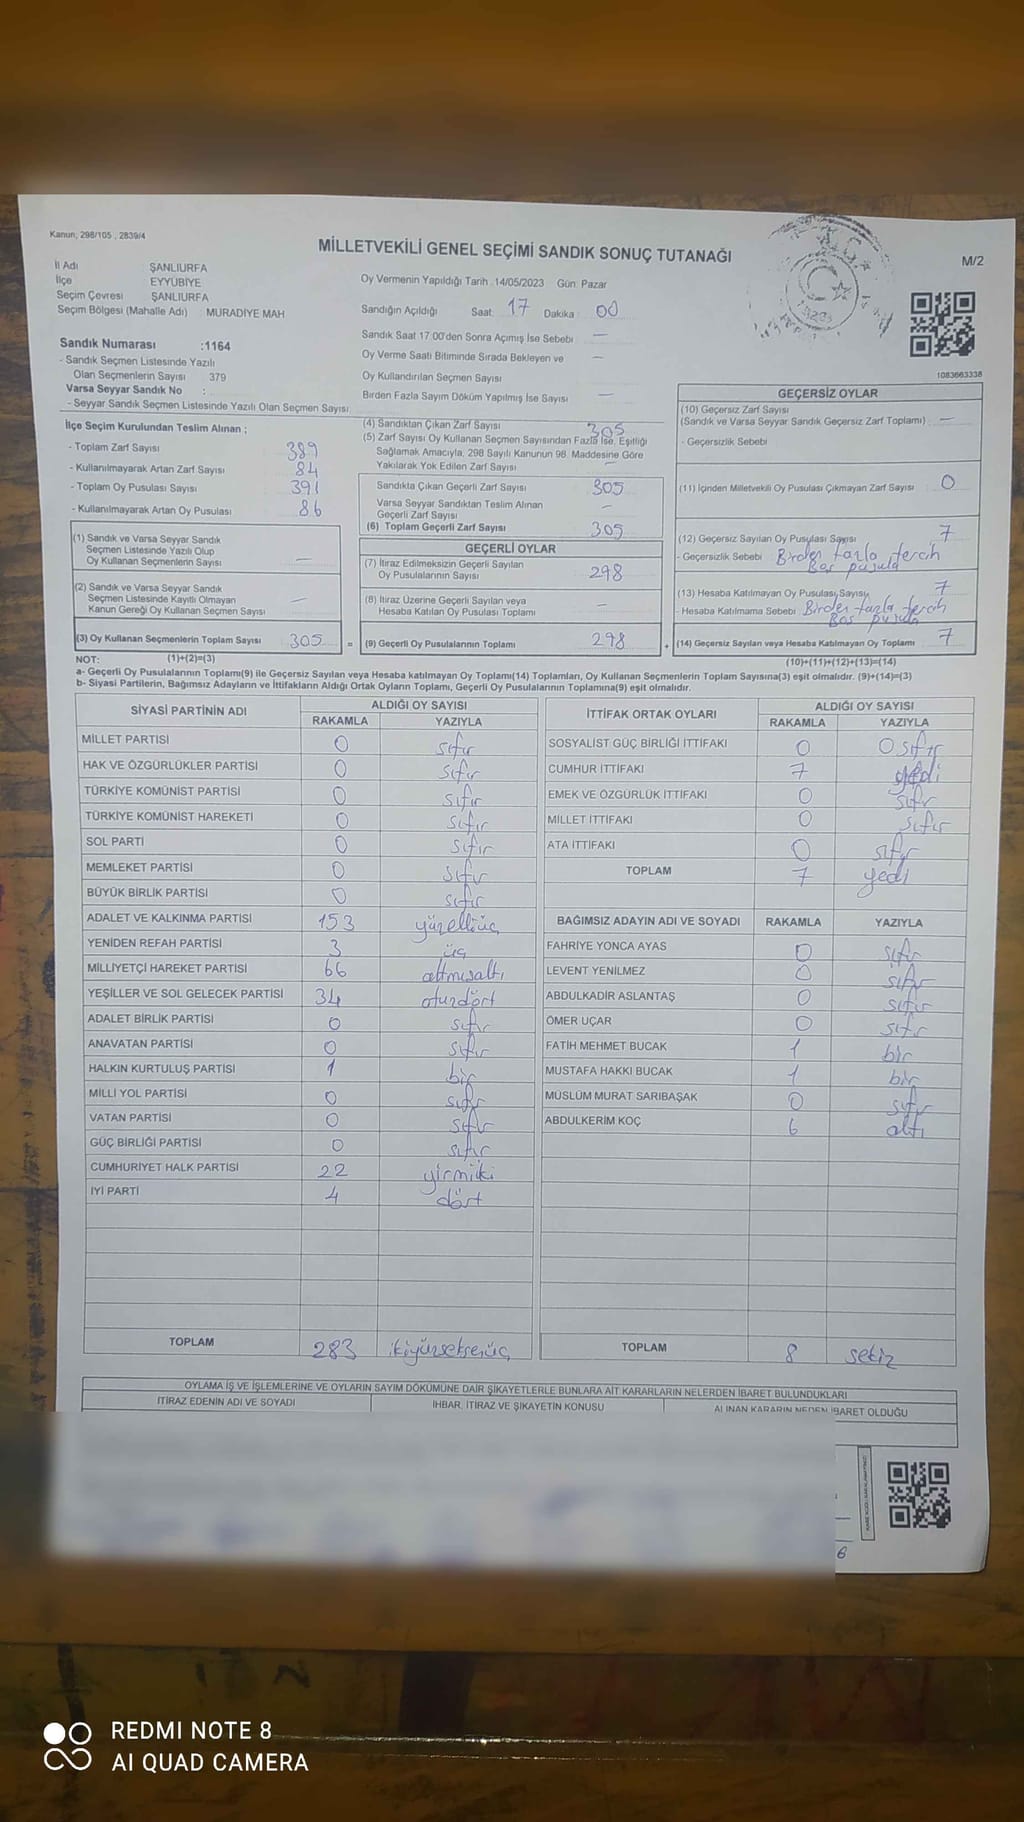 Kanun, 298/105 , 2839/4
MİLLETVEKİLİ GENEL SEÇİMİ SANDIK SONUÇ TUTANAĞI
M/2
İl Adı ŞANLIURFA
İlçe EYYÜBİYE
Seçim Çevresi ŞANLIURFA
Seçim Bölgesi (Mahalle Adı) MURADİYE MAH
Oy Vermenin Yapıldığı Tarih 14/05/2023 Gün: Pazar
Sandığın Açıldığı Saat: 17 Dakika 00
Sandık Saat 17:00'den Sonra Açımış İse Sebebi —
Oy Verme Saati Bitiminde Sırada Bekleyen ve —
Oy Kullandırılan Seçmen Sayısı
Birden Fazla Sayım Döküm Yapılmış İse Sayısı —
1083663338
Sandık Numarası :1164
- Sandık Seçmen Listesinde Yazılı
Olan Seçmenlerin Sayısı 379
Varsa Seyyar Sandık No :
- Seyyar Sandık Seçmen Listesinde Yazılı Olan Seçmen Sayısı:
İlçe Seçim Kurulundan Teslim Alınan ;
- Toplam Zarf Sayısı 389
- Kullanılmayarak Artan Zarf Sayısı 84
- Toplam Oy Pusulası Sayısı 391
- Kullanılmayarak Artan Oy Pusulası 86
(1) Sandık ve Varsa Seyyar Sandık
Seçmen Listesinde Yazılı Olup
Oy Kullanan Seçmenlerin Sayısı —
(2) Sandık ve Varsa Seyyar Sandık
Seçmen Listesinde Kayıtlı Olmayan
Kanun Gereği Oy Kullanan Seçmen Sayısı —
(3) Oy Kullanan Seçmenlerin Toplam Sayısı 305 =
(1)+(2)=(3)
(4) Sandıktan Çıkan Zarf Sayısı 305
(5) Zarf Sayısı Oy Kullanan Seçmen Sayısından Fazla İse, Eşitliği
Sağlamak Amacıyla, 298 Sayılı Kanunun 98. Maddesine Göre
Yakılarak Yok Edilen Zarf Sayısı —
Sandıkta Çıkan Geçerli Zarf Sayısı 305
Varsa Seyyar Sandıktan Teslim Alınan
Geçerli Zarf Sayısı —
(6) Toplam Geçerli Zarf Sayısı 305
GEÇERLİ OYLAR
(7) İtiraz Edilmeksizin Geçerli Sayılan
Oy Pusulalarının Sayısı 298
(8) İtiraz Üzerine Geçerli Sayılan veya
Hesaba Katılan Oy Pusulası Toplamı —
(9) Geçerli Oy Pusulalarının Toplamı 298 +
GEÇERSİZ OYLAR
(10) Geçersiz Zarf Sayısı
(Sandık ve Varsa Seyyar Sandık Geçersiz Zarf Toplamı) —
- Geçersizlik Sebebi
(11) İçinden Milletvekili Oy Pusulası Çıkmayan Zarf Sayısı 0
(12) Geçersiz Sayılan Oy Pusulası Sayısı 7
- Geçersizlik Sebebi Birden fazla tercih
Boş pusula
(13) Hesaba Katılmayan Oy Pusulası Sayısı 7
- Hesaba Katılmama Sebebi Birden fazla tercih
Boş pusula
(14) Geçersiz Sayılan veya Hesaba Katılmayan Oy Toplamı 7
(10)+(11)+(12)+(13)=(14)
NOT:
a- Geçerli Oy Pusulalarının Toplamı(9) ile Geçersiz Sayılan veya Hesaba katılmayan Oy Toplamı(14) Toplamları, Oy Kullanan Seçmenlerin Toplam Sayısına(3) eşit olmalıdır. (9)+(14)=(3)
b- Siyasi Partilerin, Bağımsız Adayların ve İttifakların Aldığı Ortak Oyların Toplamı, Geçerli Oy Pusulalarının Toplamına(9) eşit olmalıdır.
SİYASİ PARTİNİN ADI ALDIĞI OY SAYISI
RAKAMLA YAZIYLA
MİLLET PARTİSİ 0 sıfır
HAK VE ÖZGÜRLÜKLER PARTİSİ 0 sıfır
TÜRKİYE KOMÜNİST PARTİSİ 0 sıfır
TÜRKİYE KOMÜNİST HAREKETİ 0 sıfır
SOL PARTİ 0 sıfır
MEMLEKET PARTİSİ 0 sıfır
BÜYÜK BİRLİK PARTİSİ 0 sıfır
ADALET VE KALKINMA PARTİSİ 153 yüzelliüç
YENİDEN REFAH PARTİSİ 3 üç
MİLLİYETÇİ HAREKET PARTİSİ 66 altmışaltı
YEŞİLLER VE SOL GELECEK PARTİSİ 34 oturdört
ADALET BİRLİK PARTİSİ 0 sıfır
ANAVATAN PARTİSİ 0 sıfır
HALKIN KURTULUŞ PARTİSİ 1 bir
MİLLİ YOL PARTİSİ 0 sıfır
VATAN PARTİSİ 0 sıfır
GÜÇ BİRLİĞİ PARTİSİ 0 sıfır
CUMHURİYET HALK PARTİSİ 22 yirmiiki
İYİ PARTİ 4 dört
TOPLAM 283 ikiyüzseksenüç
İTTİFAK ORTAK OYLARI ALDIĞI OY SAYISI
RAKAMLA YAZIYLA
SOSYALİST GÜÇ BİRLİĞİ İTTİFAKI 0 0 sıfır
CUMHUR İTTİFAKI 7 yedi
EMEK VE ÖZGÜRLÜK İTTİFAKI 0 sıfır
MİLLET İTTİFAKI 0 sıfır
ATA İTTİFAKI 0 sıfır
TOPLAM 7 yedi
BAĞIMSIZ ADAYIN ADI VE SOYADI RAKAMLA YAZIYLA
FAHRİYE YONCA AYAS 0 sıfır
LEVENT YENİLMEZ 0 sıfır
ABDULKADİR ASLANTAŞ 0 sıfır
ÖMER UÇAR 0 sıfır
FATİH MEHMET BUCAK 1 bir
MUSTAFA HAKKI BUCAK 1 bir
MÜSLÜM MURAT SARIBAŞAK 0 sıfır
ABDULKERİM KOÇ 6 altı
TOPLAM 8 sekiz
OYLAMA İŞ VE İŞLEMLERİNE VE OYLARIN SAYIM DÖKÜMÜNE DAİR ŞİKAYETLERLE BUNLARA AİT KARARLARIN NELERDEN İBARET BULUNDUKLARI
İTİRAZ EDENİN ADI VE SOYADI İHBAR, İTİRAZ VE ŞİKAYETİN KONUSU ALINAN KARARIN NEDEN İBARET OLDUĞU
6
REDMI NOTE 8
AI QUAD CAMERA